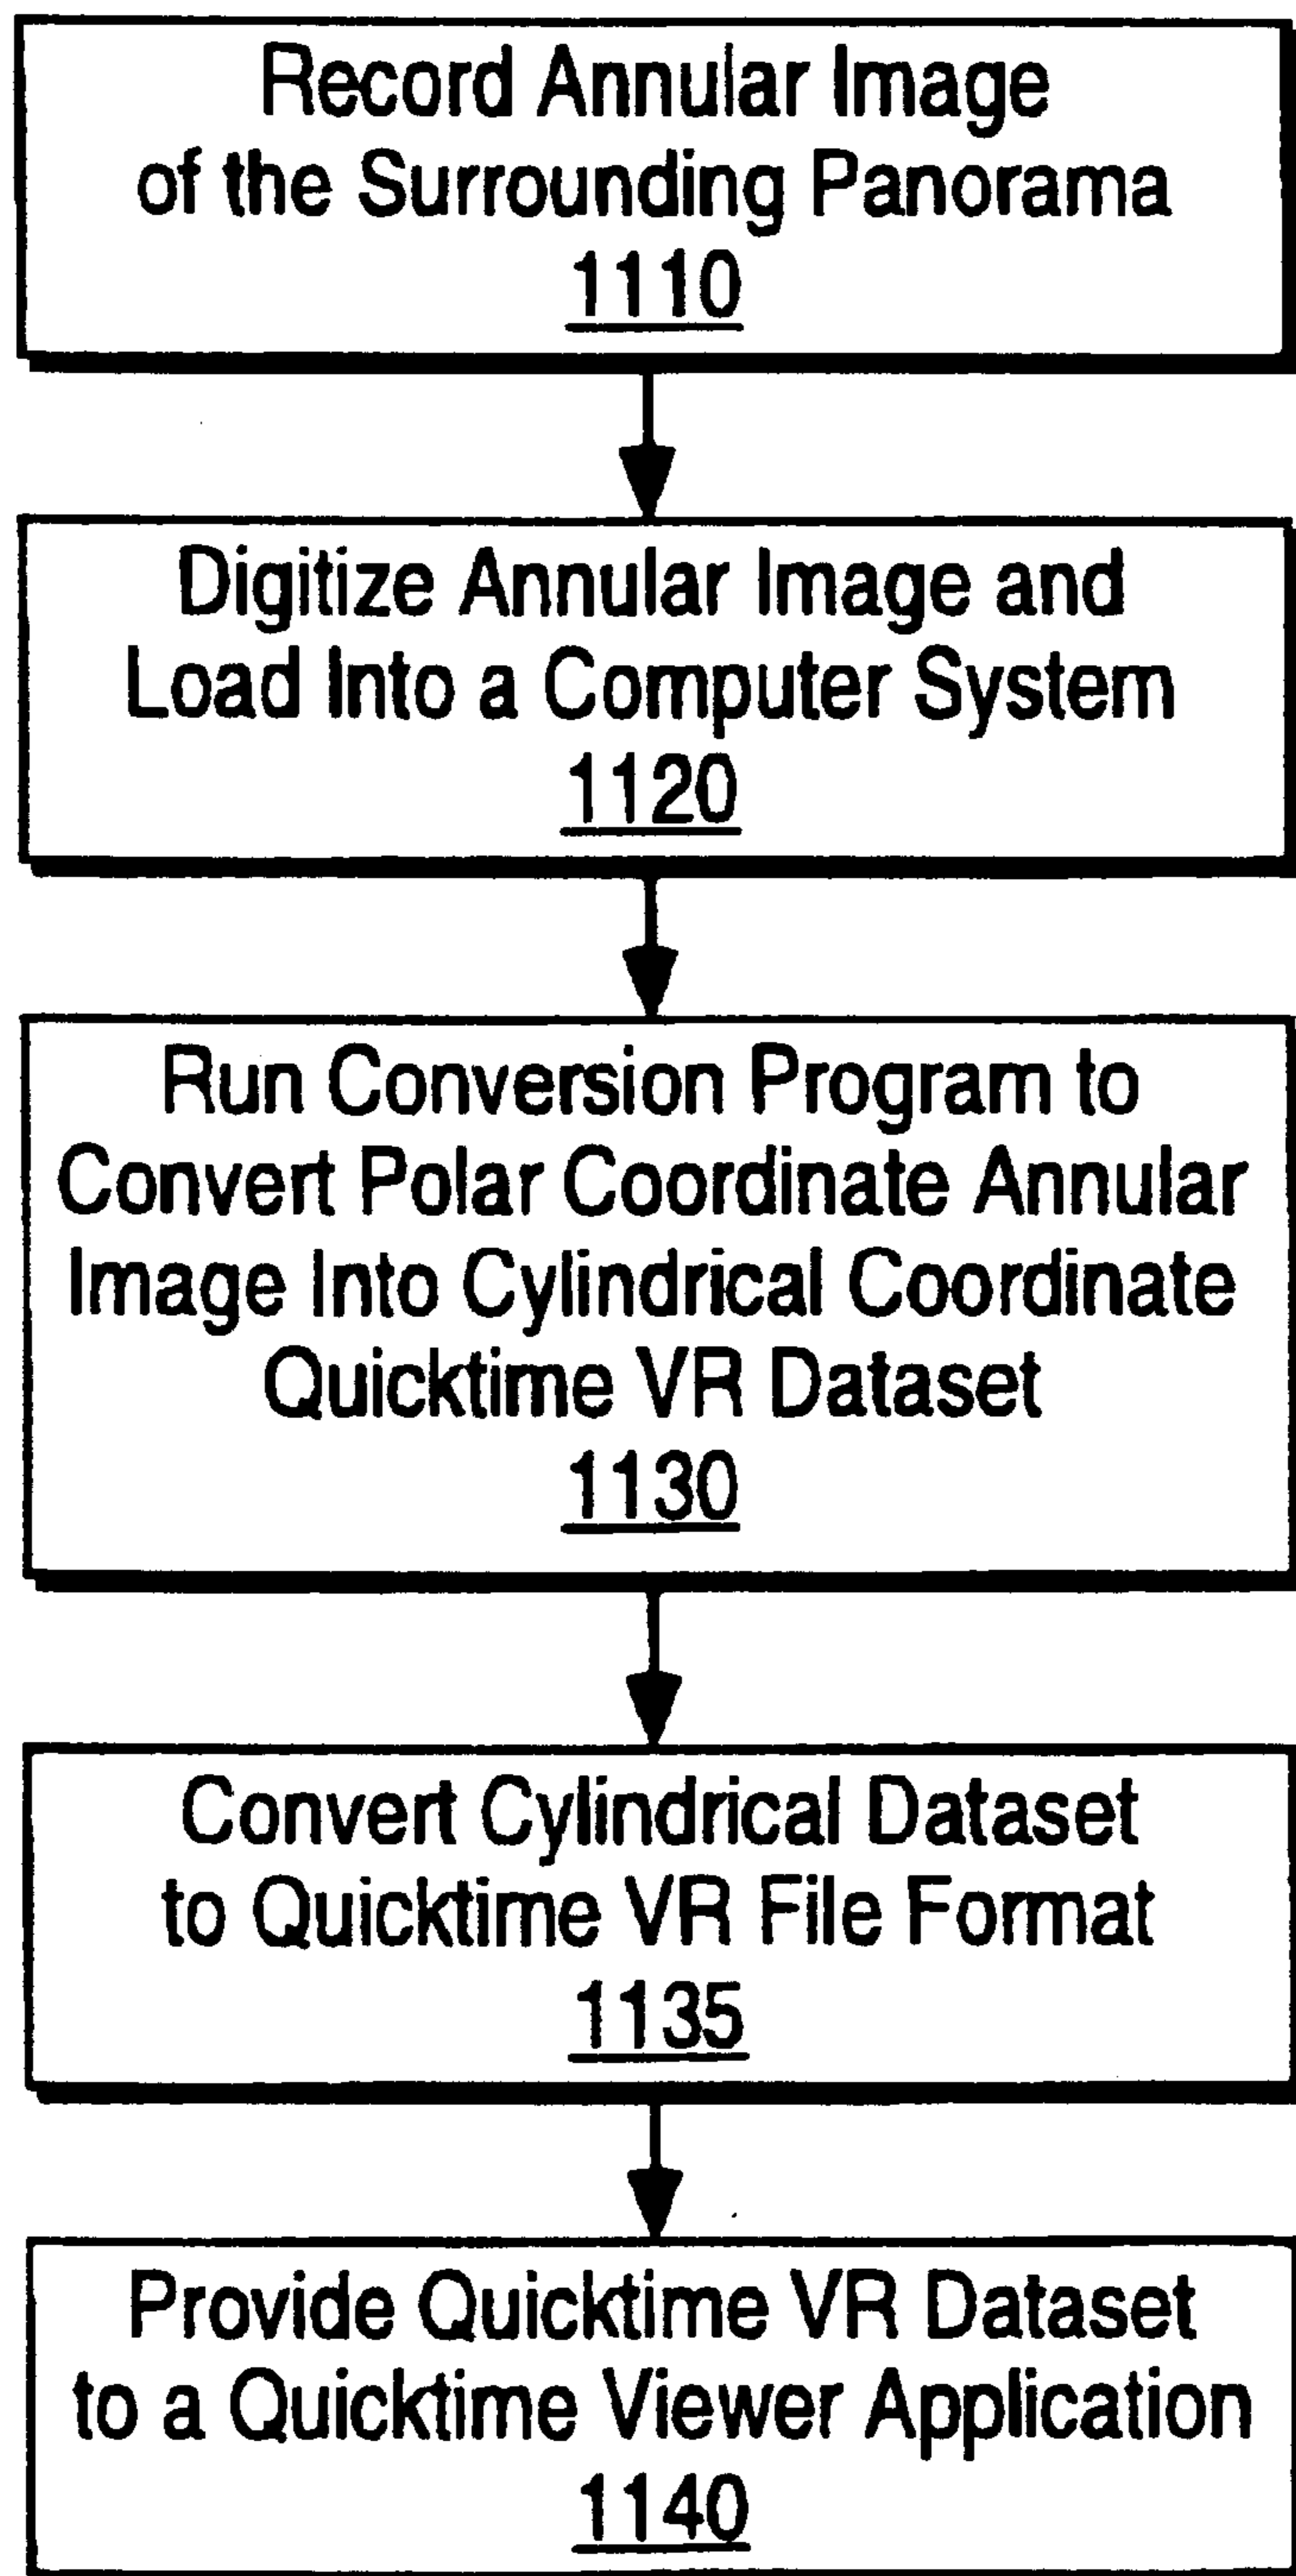 Record Annular Image
of the Surrounding Panorama
1110
Digitize Annular Image and
Load Into a Computer System
1120
Run Conversion Program to
Convert Polar Coordinate Annular
Image Into Cylindrical Coordinate
Quicktime VR Dataset
1130
Convert Cylindrical Dataset
to Quicktime VR File Format
1135
Provide Quicktime VR Dataset
to a Quicktime Viewer Application
1140